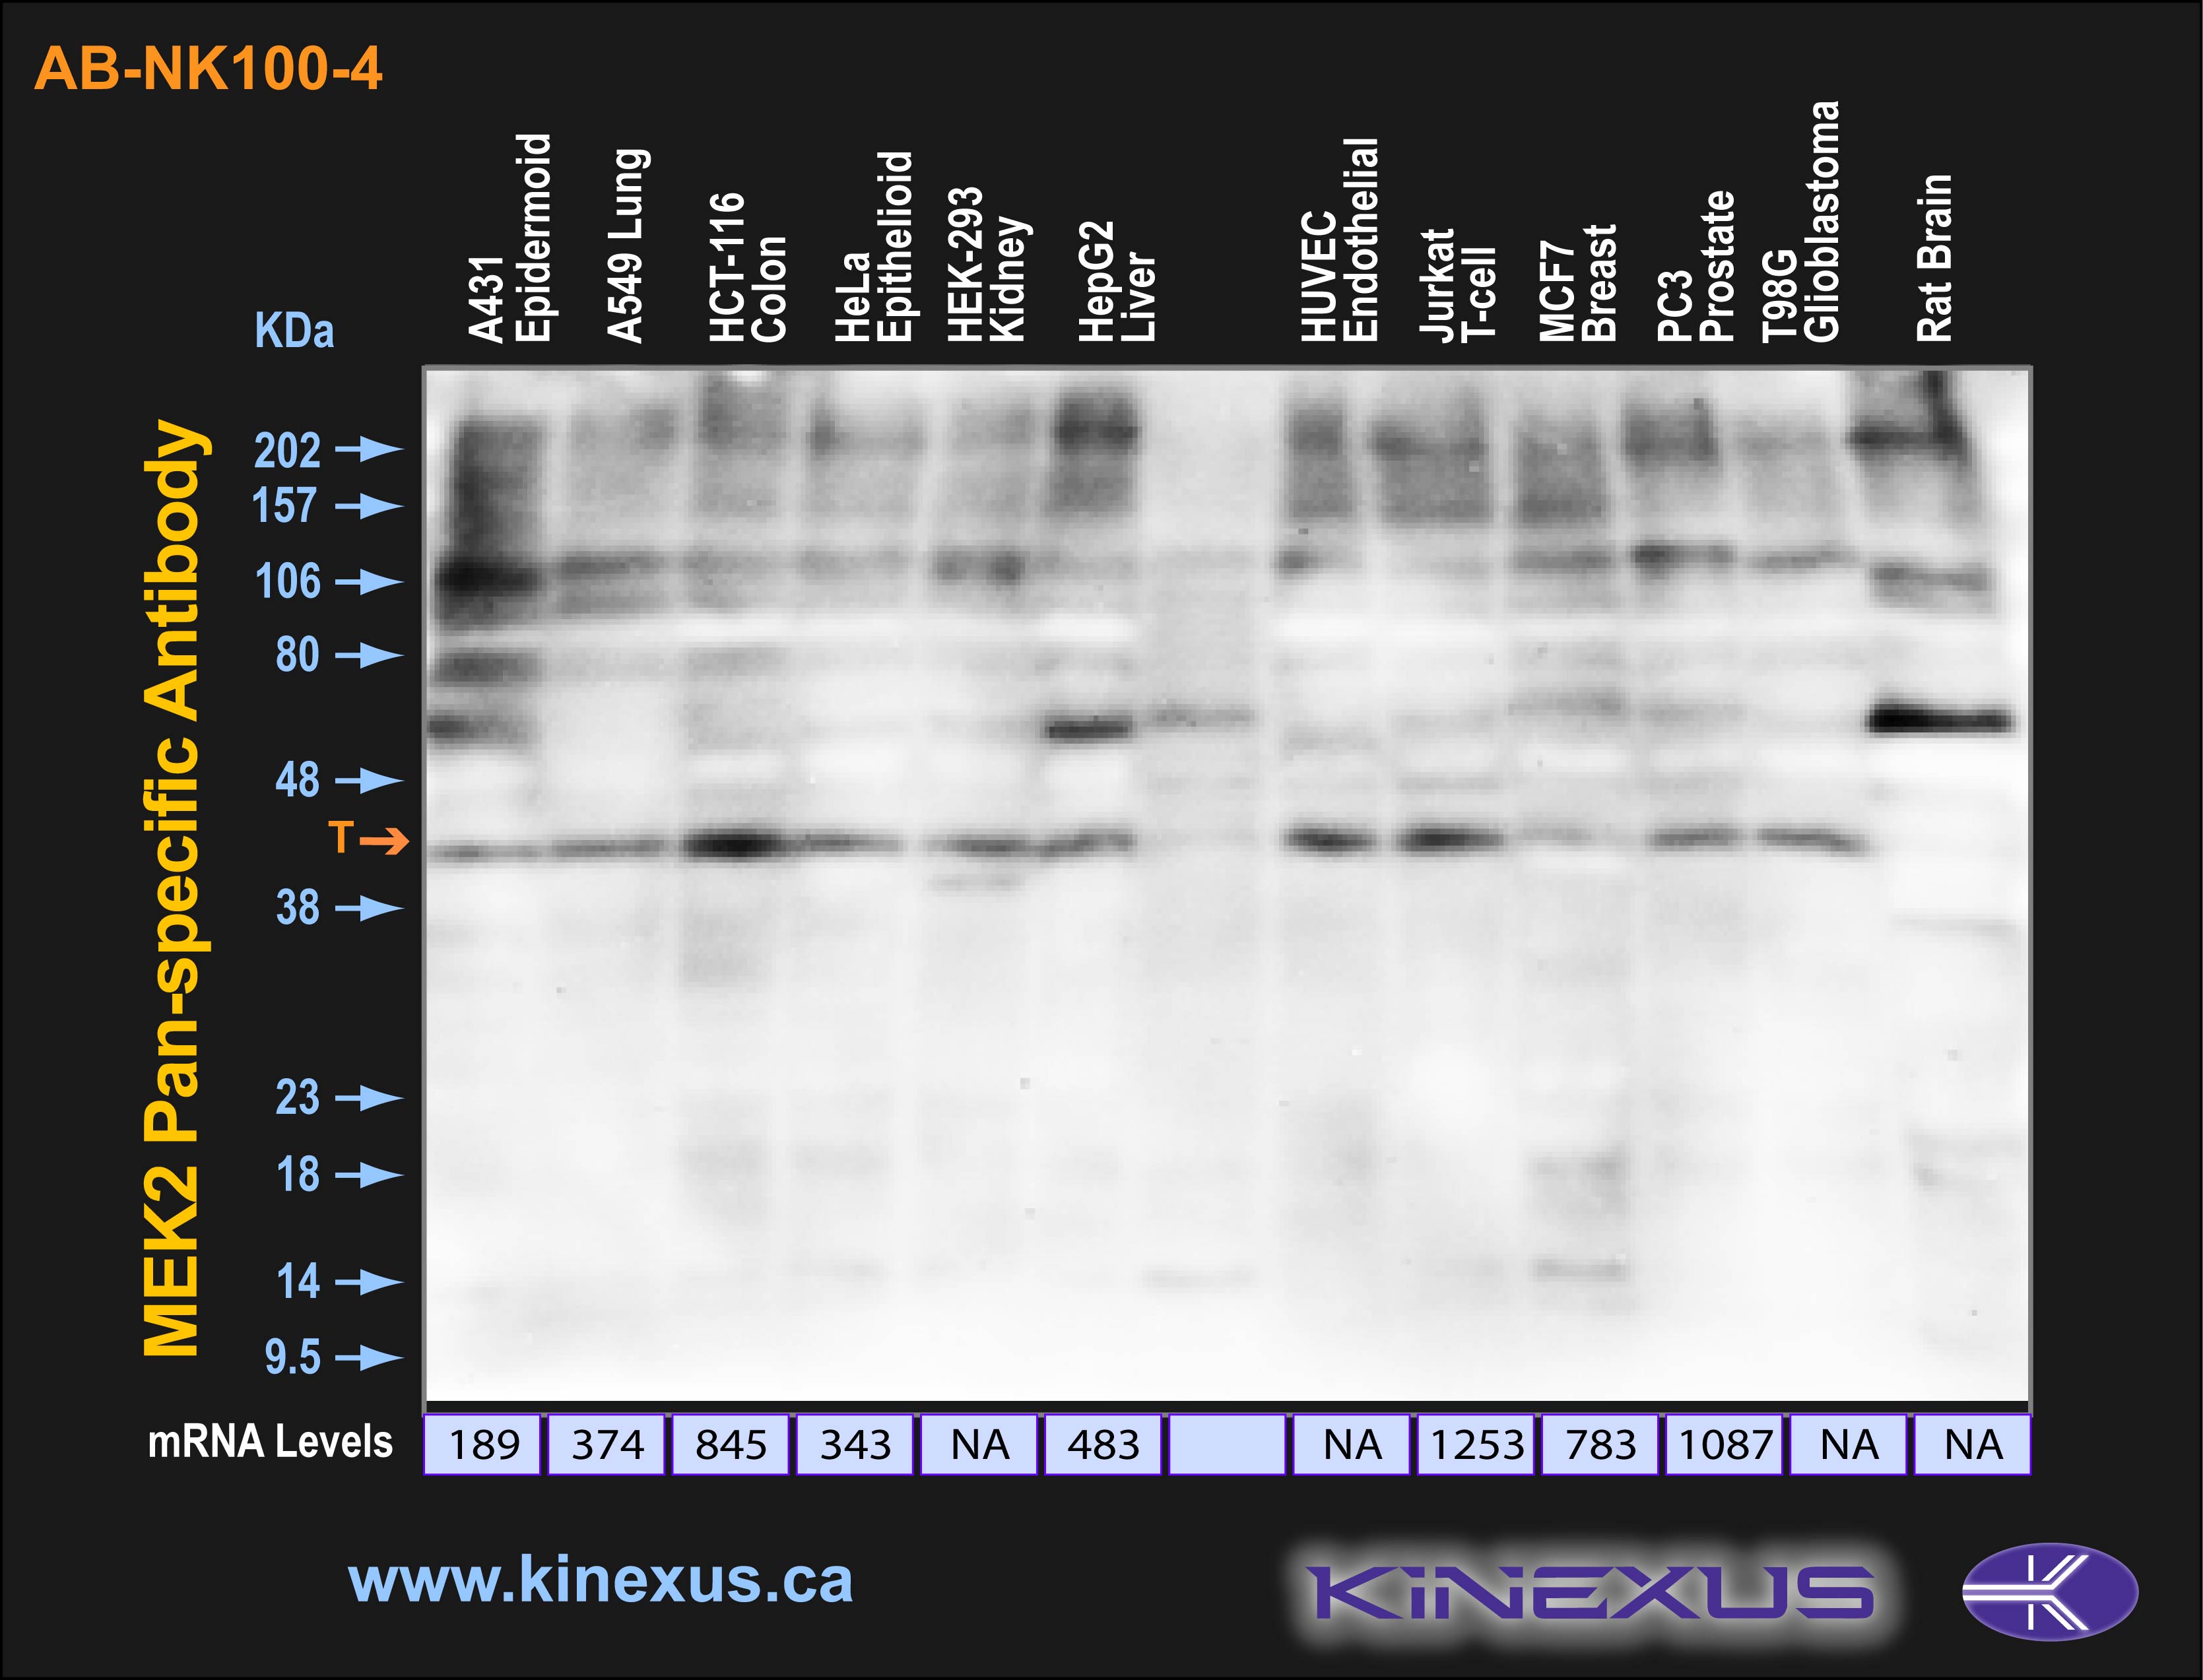 AB-NK100-4
A431
Epidermoid
A549 Lung
HCT-116
Colon
HeLa
Epithelioid
HEK-293
Kidney
HepG2
Liver
HUVEC
Endothelial
Jurkat
T-cell
MCF7
Breast
PC3
Prostate
T98G
Glioblastoma
Rat Brain
KDa
MEK2 Pan-specific Antibody
202
157
106
80
48
T
38
23
18
14
9.5
mRNA Levels 189 374 845 343 NA 483 NA 1253 783 1087 NA NA
www.kinexus.ca
KiNEXUS